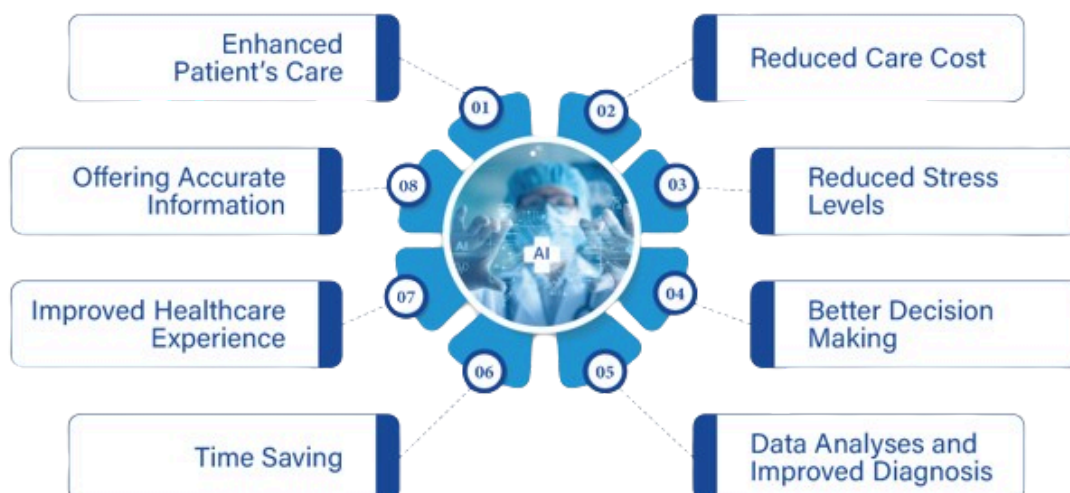 Enhanced
Patient's Care
01
02
Reduced Care Cost
Offering Accurate
Information
08
03
Reduced Stress
Levels
AI
AI
Improved Healthcare
Experience
07
04
Better Decision
Making
Time Saving
06
05
Data Analyses and
Improved Diagnosis